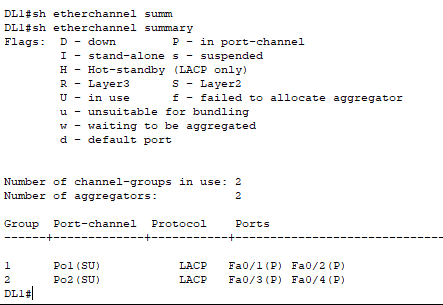 DL1#sh etherchannel summ
DL1#sh etherchannel summary
Flags:  D - down        P - in port-channel
        I - stand-alone s - suspended
        H - Hot-standby (LACP only)
        R - Layer3      S - Layer2
        U - in use      f - failed to allocate aggregator
        u - unsuitable for bundling
        w - waiting to be aggregated
        d - default port
Number of channel-groups in use: 2
Number of aggregators:           2
Group  Port-channel  Protocol    Ports
------+-------------+-----------+----------------------------
1      Po1(SU)           LACP   Fa0/1(P) Fa0/2(P)
2      Po2(SU)           LACP   Fa0/3(P) Fa0/4(P)
DL1#